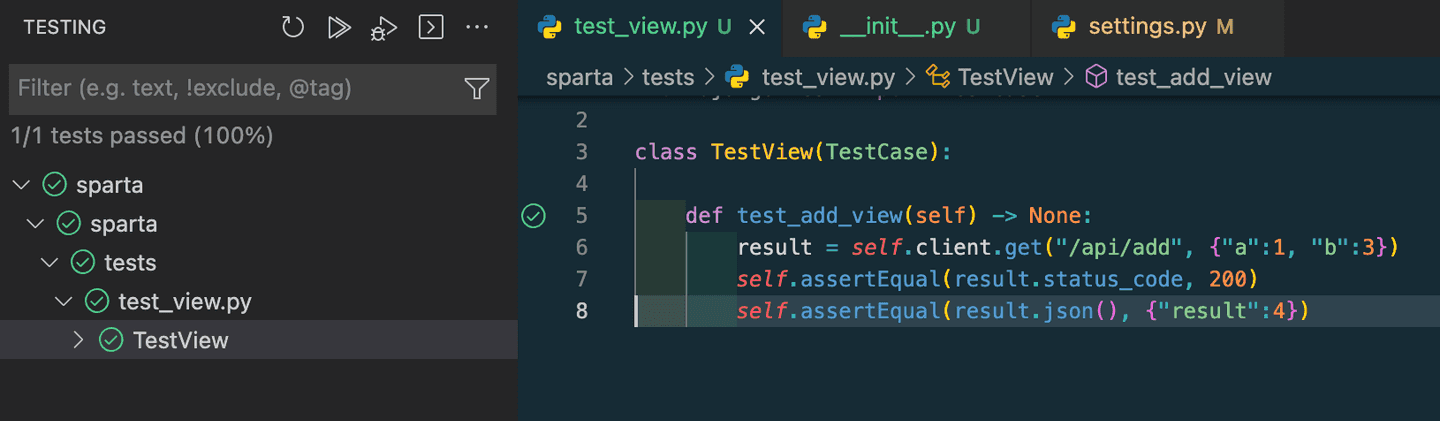 TESTING
Filter (e.g. text, !exclude, @tag)
1/1 tests passed (100%)
sparta
sparta
tests
test_view.py
TestView
test_view.py U
__init__.py U
settings.py M
sparta > tests > test_view.py > TestView > test_add_view
2
3 class TestView(TestCase):
4
5 def test_add_view(self) -> None:
6 result = self.client.get("/api/add", {"a":1, "b":3})
7 self.assertEqual(result.status_code, 200)
8 self.assertEqual(result.json(), {"result":4})